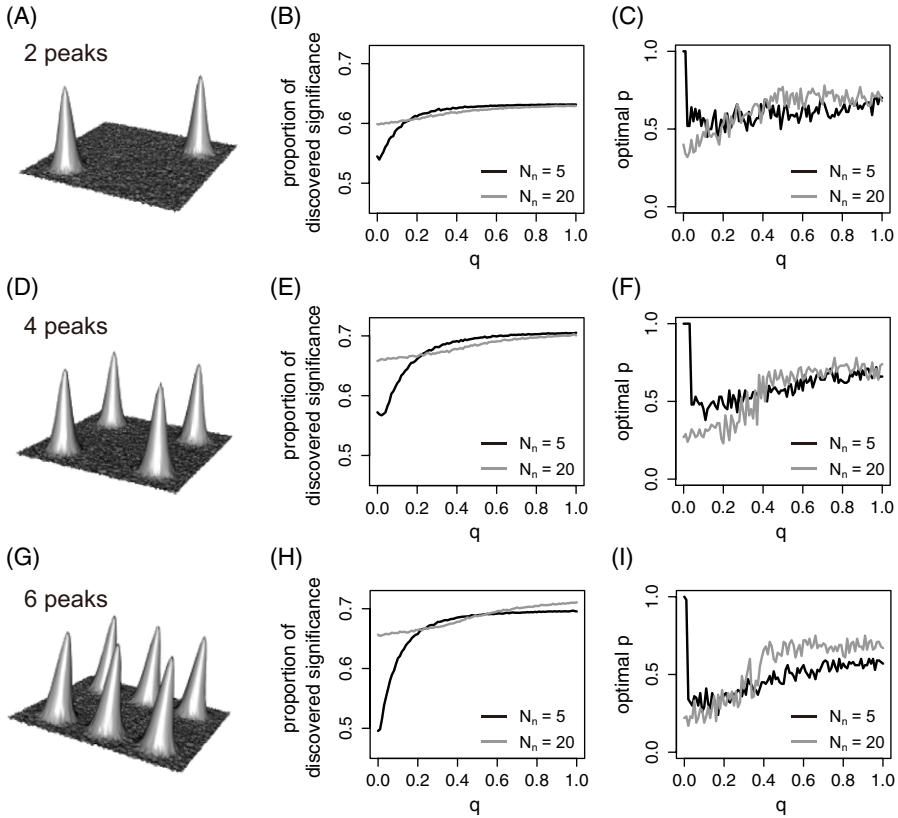 (A)
2 peaks
(B)
proportion of
discovered significance
0.5 0.6 0.7
Nₙ = 5
Nₙ = 20
0.0 0.2 0.4 0.6 0.8 1.0
q
(C)
optimal p
0.0 0.5 1.0
Nₙ = 5
Nₙ = 20
0.0 0.2 0.4 0.6 0.8 1.0
q
(D)
4 peaks
(E)
proportion of
discovered significance
0.5 0.6 0.7
Nₙ = 5
Nₙ = 20
0.0 0.2 0.4 0.6 0.8 1.0
q
(F)
optimal p
0.0 0.5 1.0
Nₙ = 5
Nₙ = 20
0.0 0.2 0.4 0.6 0.8 1.0
q
(G)
6 peaks
(H)
proportion of
discovered significance
0.5 0.6 0.7
Nₙ = 5
Nₙ = 20
0.0 0.2 0.4 0.6 0.8 1.0
q
(I)
optimal p
0.0 0.5 1.0
Nₙ = 5
Nₙ = 20
0.0 0.2 0.4 0.6 0.8 1.0
q